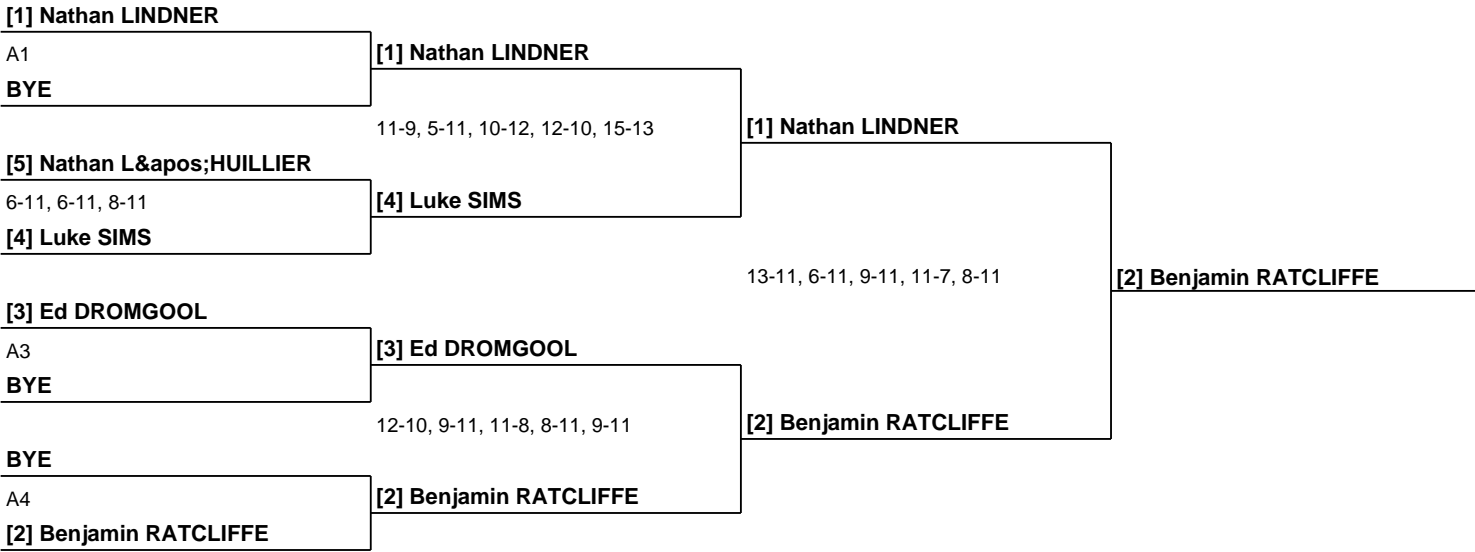 [1] Nathan LINDNER
A1
BYE
[1] Nathan LINDNER
11-9, 5-11, 10-12, 12-10, 15-13
[1] Nathan LINDNER
[5] Nathan L&apos;HUILLIER
6-11, 6-11, 8-11
[4] Luke SIMS
[4] Luke SIMS
13-11, 6-11, 9-11, 11-7, 8-11
[2] Benjamin RATCLIFFE
[3] Ed DROMGOOL
A3
BYE
[3] Ed DROMGOOL
12-10, 9-11, 11-8, 8-11, 9-11
[2] Benjamin RATCLIFFE
BYE
A4
[2] Benjamin RATCLIFFE
[2] Benjamin RATCLIFFE